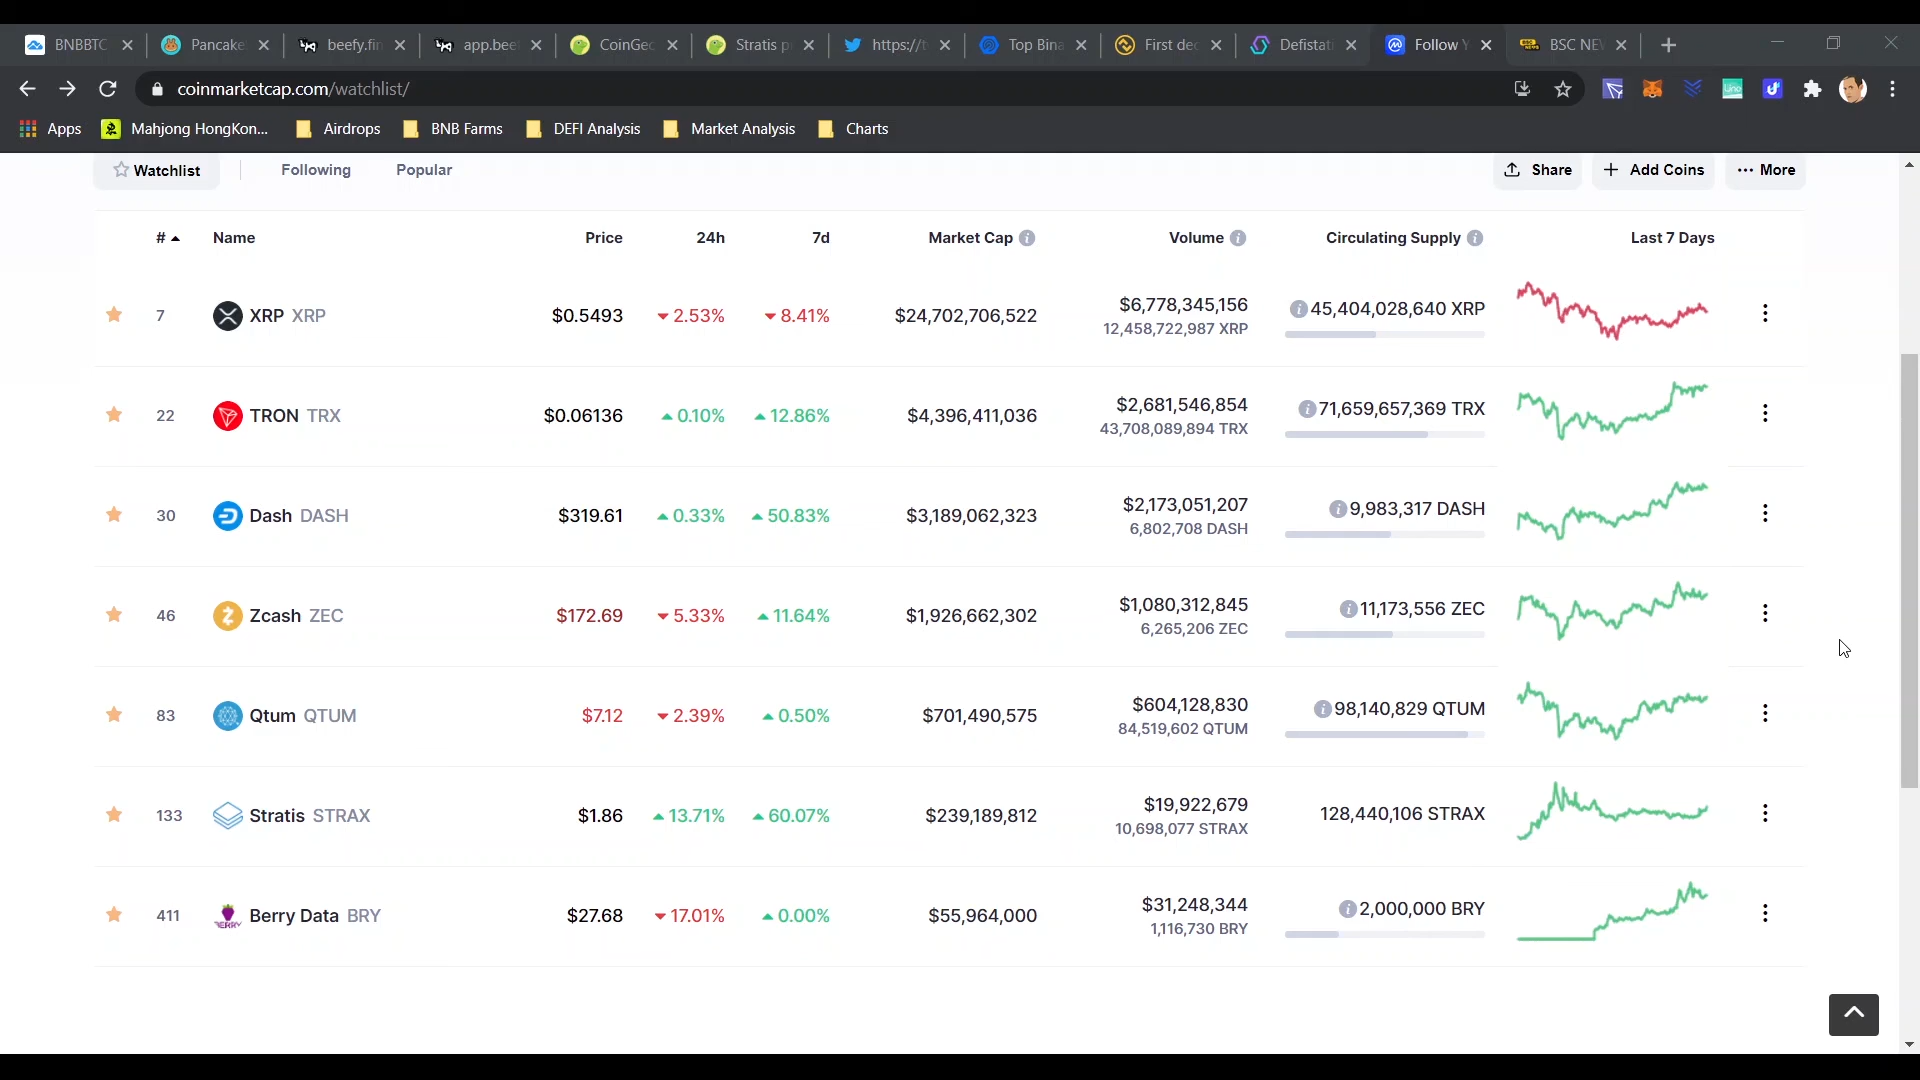 BNBBTC
Pancake
beefy.fin
app.beef
CoinGec
Stratis p
https://t
Top Bina
First dec
Defistati
Follow Y
BSC NEW
coinmarketcap.com/watchlist/
Apps
Mahjong HongKon...
Airdrops
BNB Farms
DEFI Analysis
Market Analysis
Charts
Watchlist
Following
Popular
Share
Add Coins
More
# Name Price 24h 7d Market Cap Volume Circulating Supply Last 7 Days
7 XRP XRP $0.5493 2.53% 8.41% $24,702,706,522 $6,778,345,156 45,404,028,640 XRP
12,458,722,987 XRP
22 TRON TRX $0.06136 0.10% 12.86% $4,396,411,036 $2,681,546,854 71,659,657,369 TRX
43,708,089,894 TRX
30 Dash DASH $319.61 0.33% 50.83% $3,189,062,323 $2,173,051,207 9,983,317 DASH
6,802,708 DASH
46 Zcash ZEC $172.69 5.33% 11.64% $1,926,662,302 $1,080,312,845 11,173,556 ZEC
6,265,206 ZEC
83 Qtum QTUM $7.12 2.39% 0.50% $701,490,575 $604,128,830 98,140,829 QTUM
84,519,602 QTUM
133 Stratis STRAX $1.86 13.71% 60.07% $239,189,812 $19,922,679 128,440,106 STRAX
10,698,077 STRAX
411 Berry Data BRY $27.68 17.01% 0.00% $55,964,000 $31,248,344 2,000,000 BRY
1,116,730 BRY